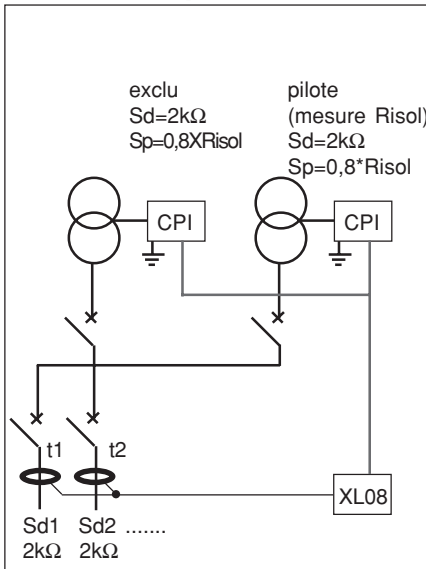 exclu
Sd=2kΩ
Sp=0,8XRisol
pilote
(mesure Risol)
Sd=2kΩ
Sp=0,8*Risol
CPI
CPI
t1
t2
XL08
Sd1
Sd2 .......
2kΩ
2kΩ